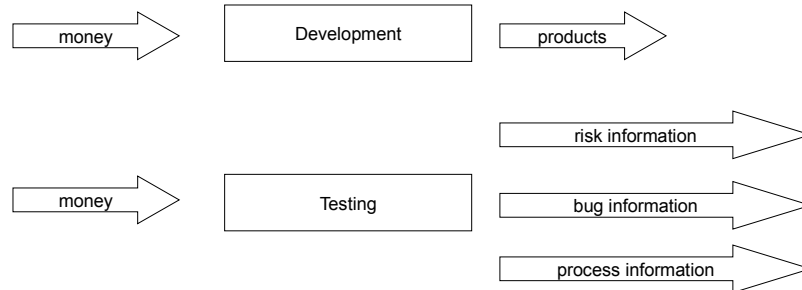 money
Development
products
risk information
money
Testing
bug information
process information